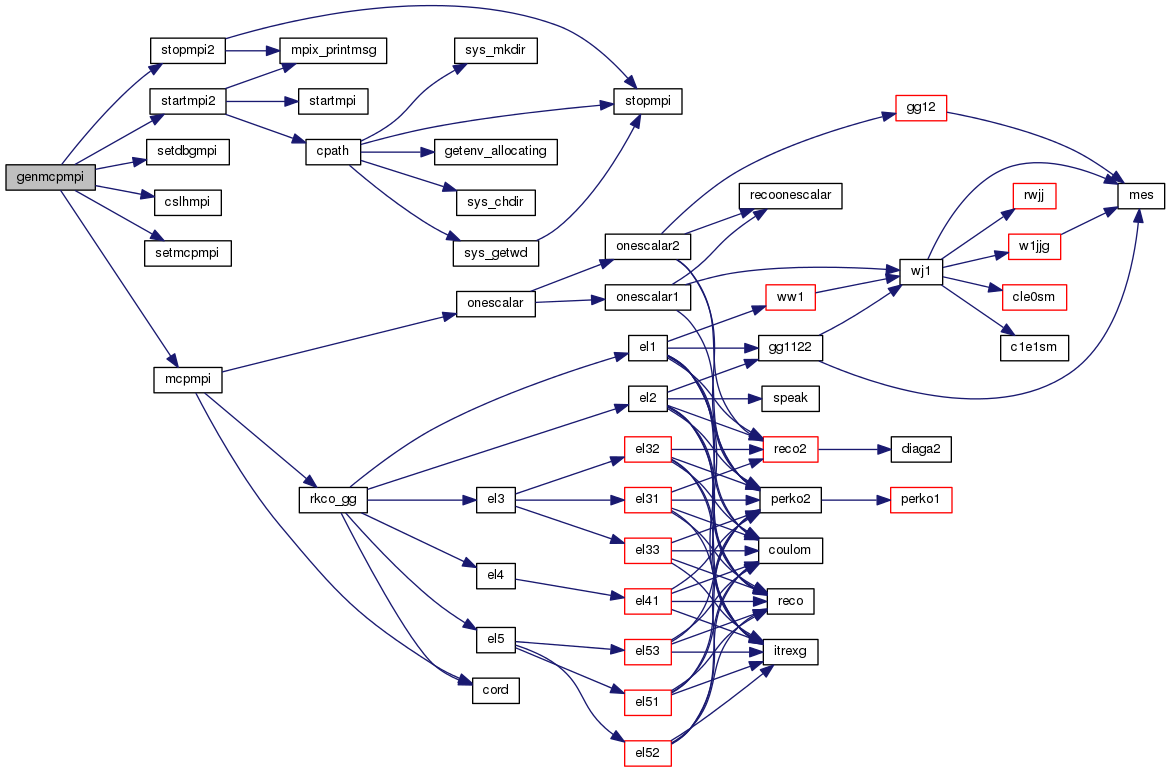 genmcpmpi
stopmpi2
startmpi2
setdbgmpi
cslhmpi
setmcpmpi
mcpmpi
mpix_printmsg
startmpi
cpath
onescalar
rkco_gg
sys_mkdir
getenv_allocating
sys_chdir
sys_getwd
el3
el4
el5
cord
stopmpi
onescalar2
onescalar1
el1
el2
el32
el31
el33
el41
el53
el51
el52
recoonescalar
ww1
gg1122
speak
reco2
perko2
coulom
reco
itrexg
gg12
wj1
diaga2
perko1
rwjj
w1jjg
cle0sm
c1e1sm
mes